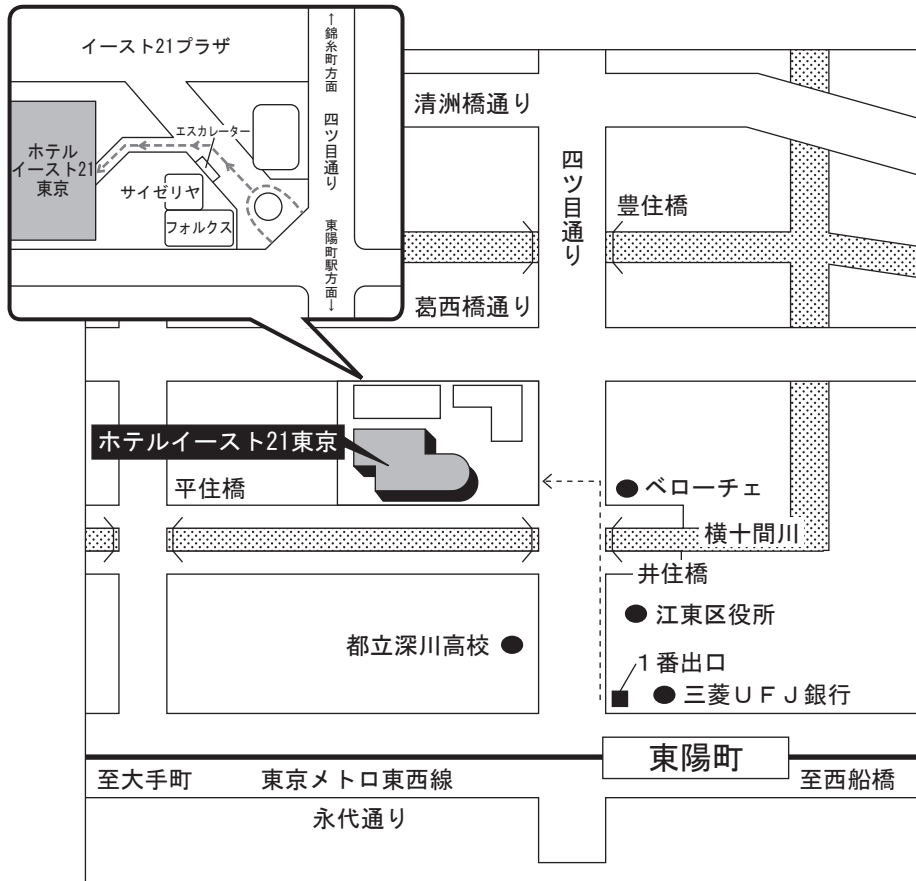 イースト21プラザ
↑錦糸町方面
四ツ目通り
東陽町駅方面↓
エスカレーター
ホテル
イースト21
東京
サイゼリヤ
フォルクス
清洲橋通り
四ツ目通り
豊住橋
葛西橋通り
ホテルイースト21東京
平住橋
ベローチェ
横十間川
井住橋
江東区役所
都立深川高校
1番出口
三菱UFJ銀行
東陽町
至大手町
東京メトロ東西線
至西船橋
永代通り